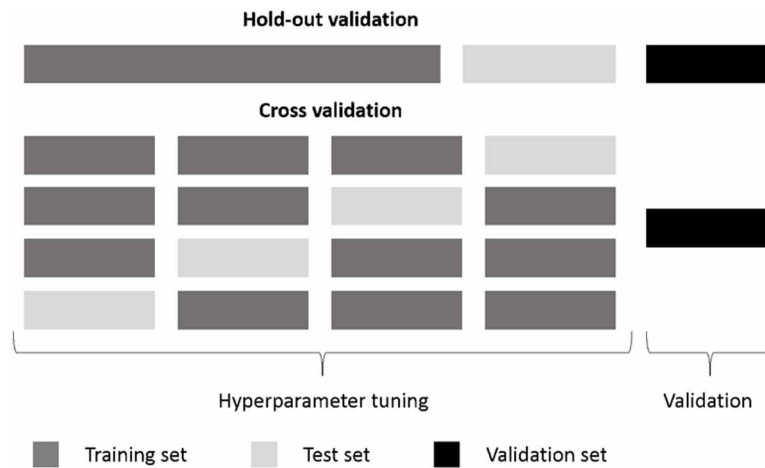 Hold-out validation
Cross validation
Hyperparameter tuning
Validation
Training set
Test set
Validation set